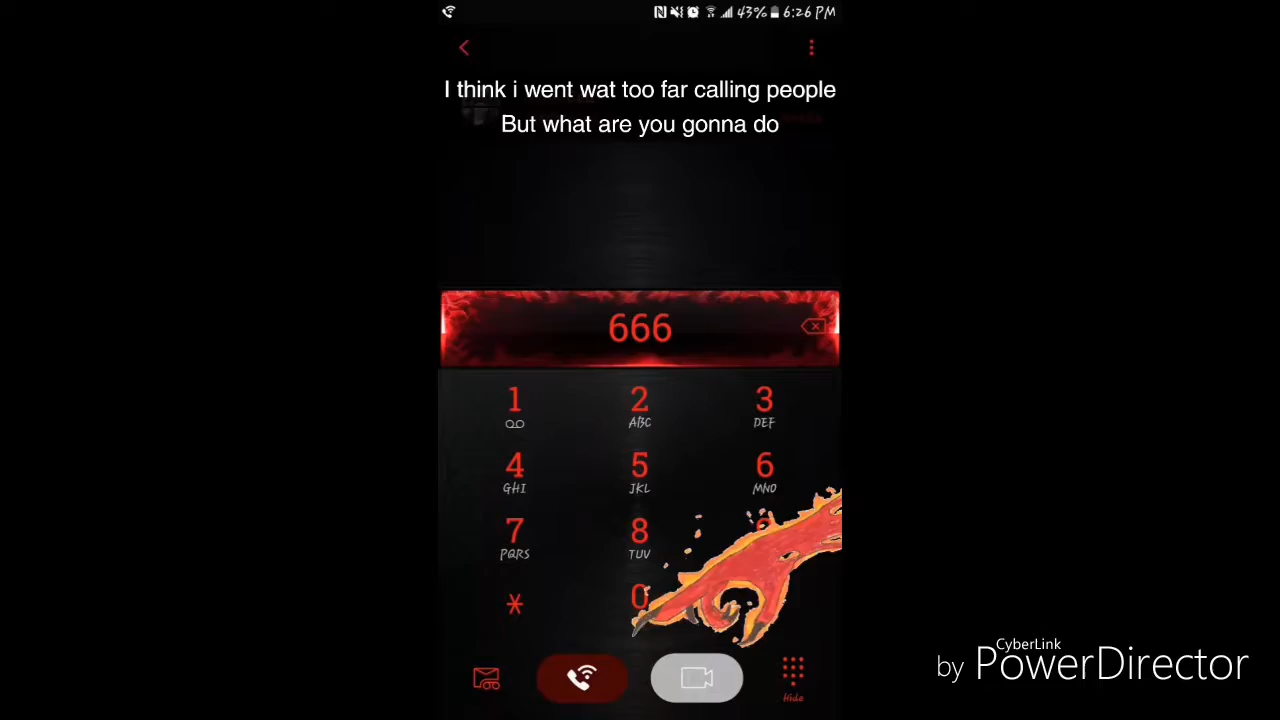 43% 6:26 PM
I think i went wat too far calling people
But what are you gonna do
666
1 2 3
ABC DEF
4 5 6
GHI JKL MNO
7 8
PQRS TUV
* 0
Hide
CyberLink
by PowerDirector